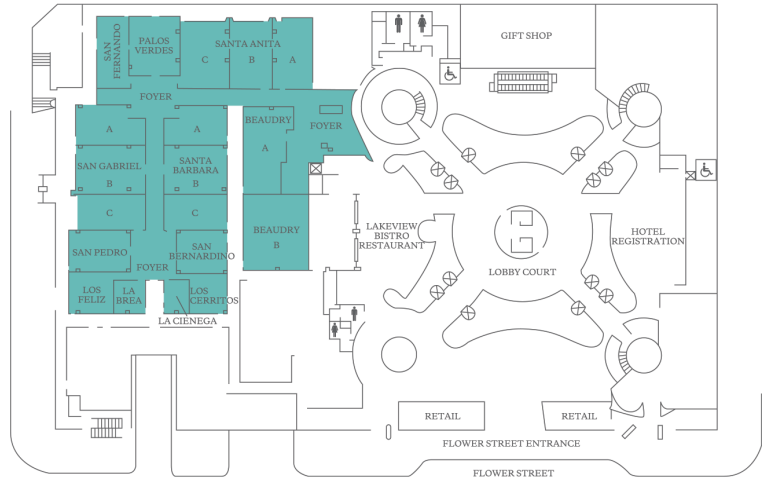 SAN
FERNANDO
PALOS
VERDES
SANTA ANITA
C
B
A
GIFT SHOP
FOYER
A
A
BEAUDRY
A
FOYER
SAN GABRIEL
B
SANTA
BARBARA
B
C
C
BEAUDRY
B
LAKEVIEW
BISTRO
RESTAURANT
HOTEL
REGISTRATION
LOBBY COURT
SAN PEDRO
SAN
BERNARDINO
FOYER
LOS
FELIZ
LA
BREA
LOS
CERRITOS
LA CIENEGA
RETAIL
RETAIL
FLOWER STREET ENTRANCE
FLOWER STREET